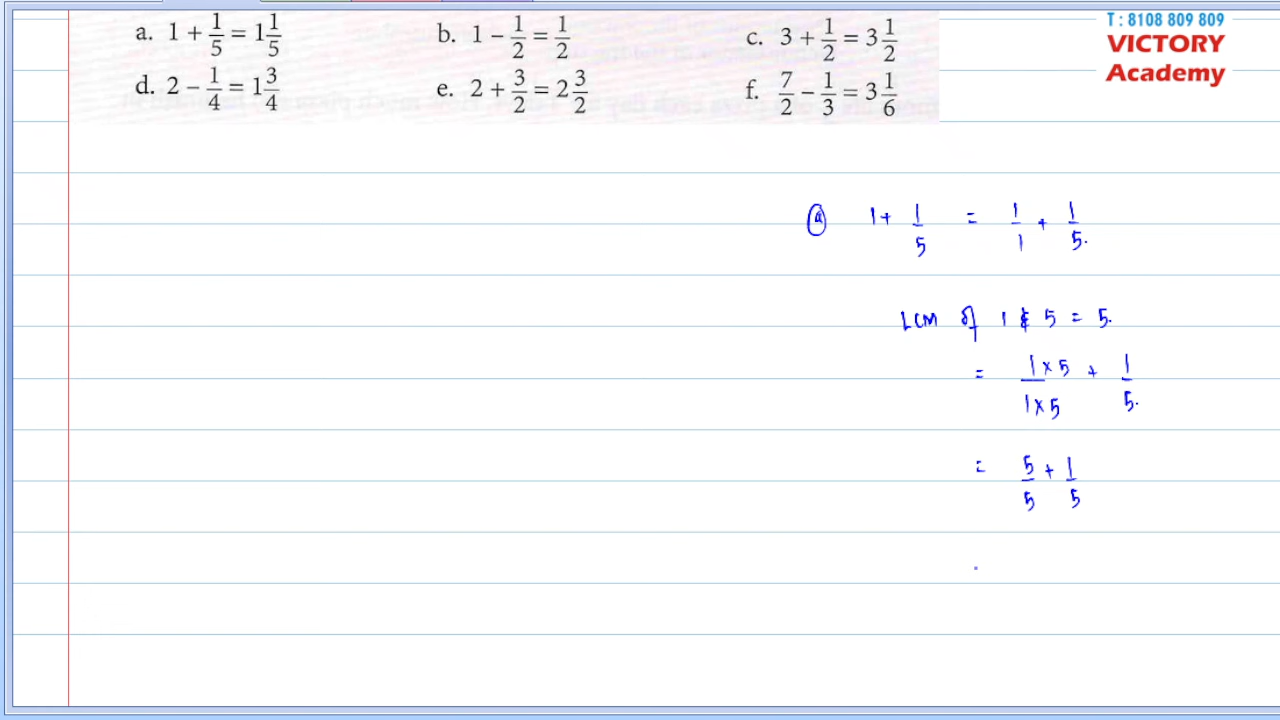 T : 8108 809 809
VICTORY
Academy
a. 1 + 1/5 = 1 1/5 b. 1 − 1/2 = 1/2 c. 3 + 1/2 = 3 1/2
d. 2 − 1/4 = 1 3/4 e. 2 + 3/2 = 2 3/2 f. 7/2 − 1/3 = 3 1/6
ⓐ 1 + 1/5 = 1/1 + 1/5.
LCM of 1 & 5 = 5.
= 1×5/1×5 + 1/5.
= 5/5 + 1/5